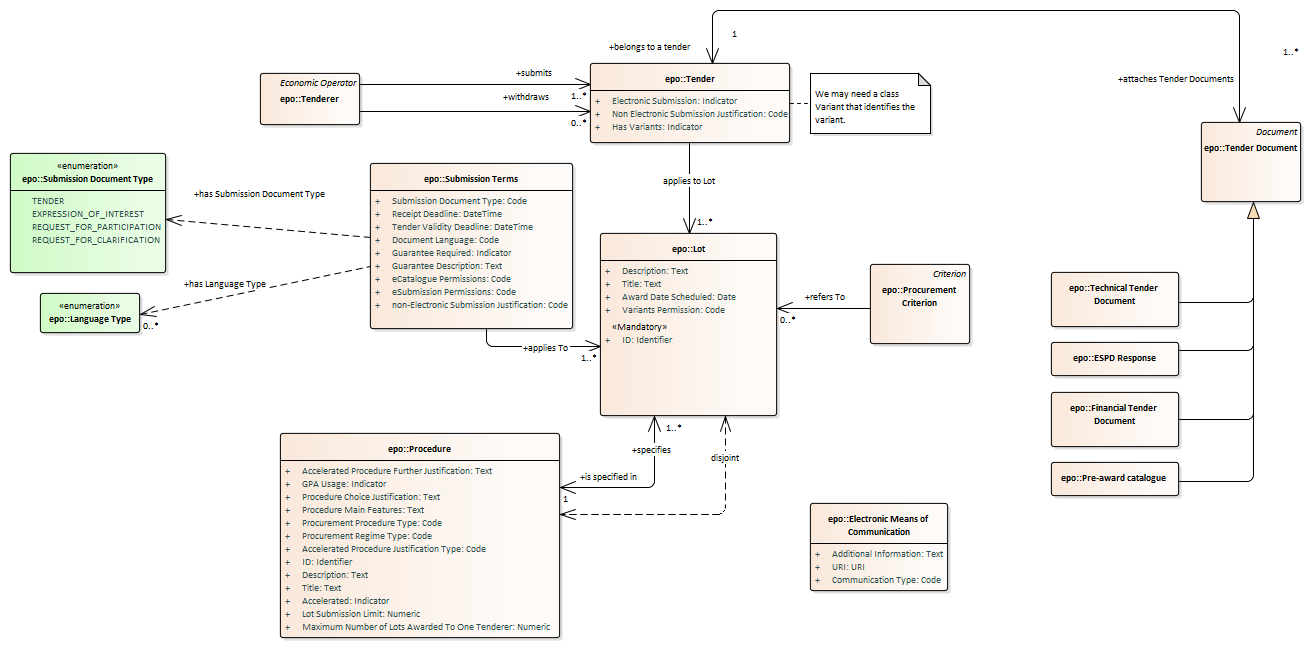 1
+belongs to a tender
1..*
+attaches Tender Documents
Economic Operator
epo::Tenderer
+submits
1..*
+withdraws
0..*
epo::Tender
+ Electronic Submission: Indicator
+ Non Electronic Submission Justification: Code
+ Has Variants: Indicator
We may need a class
Variant that identifies the
variant.
Document
epo::Tender Document
«enumeration»
epo::Submission Document Type
TENDER
EXPRESSION_OF_INTEREST
REQUEST_FOR_PARTICIPATION
REQUEST_FOR_CLARIFICATION
+has Submission Document Type
epo::Submission Terms
+ Submission Document Type: Code
+ Receipt Deadline: DateTime
+ Tender Validity Deadline: DateTime
+ Document Language: Code
+ Guarantee Required: Indicator
+ Guarantee Description: Text
+ eCatalogue Permissions: Code
+ eSubmission Permissions: Code
+ non-Electronic Submission Justification: Code
applies to Lot
1..*
+has Language Type
«enumeration»
epo::Language Type
0..*
epo::Lot
+ Description: Text
+ Title: Text
+ Award Date Scheduled: Date
+ Variants Permission: Code
«Mandatory»
+ ID: Identifier
+applies To
1..*
+refers To
0..*
Criterion
epo::Procurement
Criterion
epo::Technical Tender
Document
epo::ESPD Response
epo::Financial Tender
Document
epo::Pre-award catalogue
1..*
+specifies
disjoint
+is specified in
1
epo::Procedure
+ Accelerated Procedure Further Justification: Text
+ GPA Usage: Indicator
+ Procedure Choice Justification: Text
+ Procedure Main Features: Text
+ Procurement Procedure Type: Code
+ Procurement Regime Type: Code
+ Accelerated Procedure Justification Type: Code
+ ID: Identifier
+ Description: Text
+ Title: Text
+ Accelerated: Indicator
+ Lot Submission Limit: Numeric
+ Maximum Number of Lots Awarded To One Tenderer: Numeric
epo::Electronic Means of
Communication
+ Additional Information: Text
+ URI: URI
+ Communication Type: Code